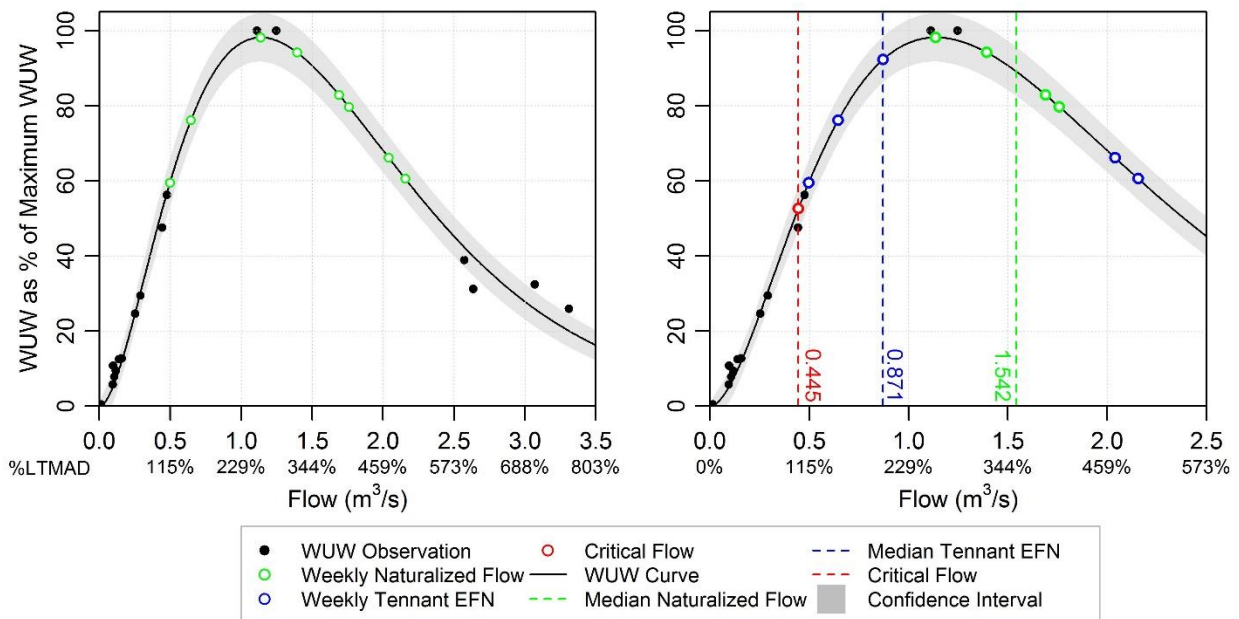 WUW as % of Maximum WUW
100
80
60
40
20
0
0.0 0.5 1.0 1.5 2.0 2.5 3.0 3.5
%LTMAD 115% 229% 344% 459% 573% 688% 803%
Flow (m³/s)
100
80
60
40
20
0
0.445
0.871
1.542
0.0 0.5 1.0 1.5 2.0 2.5
0% 115% 229% 344% 459% 573%
Flow (m³/s)
WUW Observation Critical Flow Median Tennant EFN
Weekly Naturalized Flow WUW Curve Critical Flow
Weekly Tennant EFN Median Naturalized Flow Confidence Interval